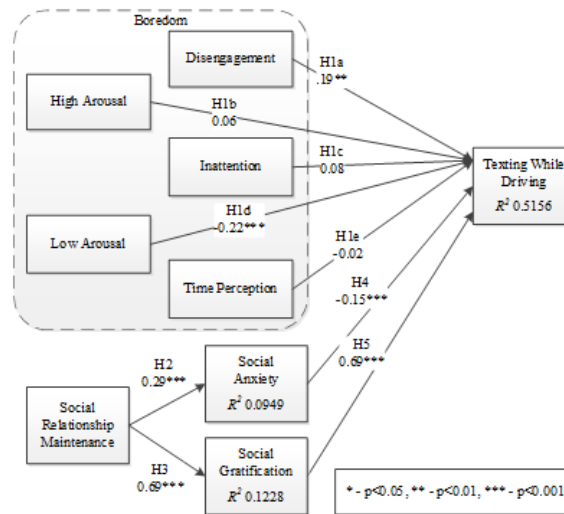 Boredom
Disengagement
H1a
.19**
High Arousal
H1b
0.06
Inattention
H1c
0.08
Texting While
Driving
R² 0.5156
Low Arousal
H1d
-0.22***
H1e
-0.02
Time Perception
H4
-0.15***
H5
0.69***
H2
0.29***
Social
Anxiety
R² 0.0949
Social
Relationship
Maintenance
H3
0.69***
Social
Gratification
R² 0.1228
* - p<0.05, ** - p<0.01, *** - p<0.001